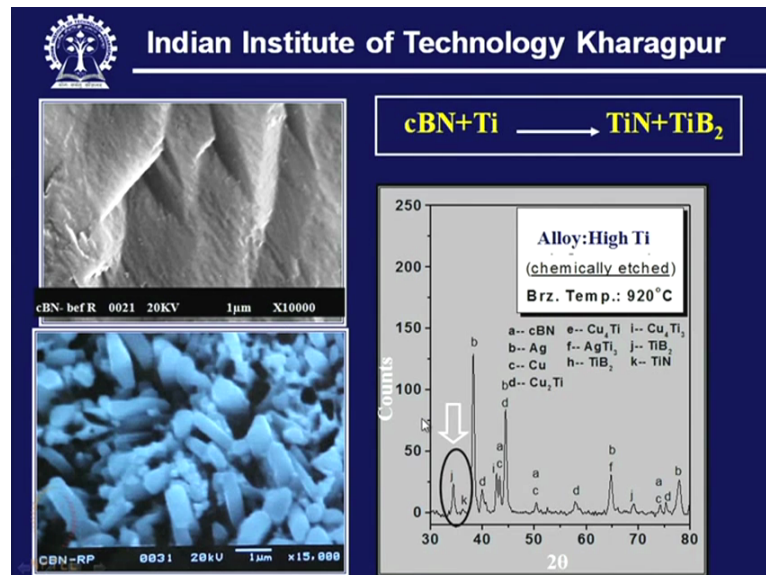 Indian Institute of Technology Kharagpur
cBN+Ti → TiN+TiB₂
cBN- bef R 0021 20KV 1µm X10000
CBN-RP 0031 20kV 1µm x15,000
250
200
150
100
50
0
Counts
Alloy:High Ti
(chemically etched)
Brz. Temp.: 920°C
a-- cBN e-- Cu₄Ti i-- Cu₄Ti₃
b-- Ag f-- AgTi₃ j-- TiB₂
c-- Cu h-- TiB₂ k-- TiN
d-- Cu₂Ti
b
b
d
a
c
i
j
k
d
a
c
d
b
f
j
a
c
d
b
30 40 50 60 70 80
2θ